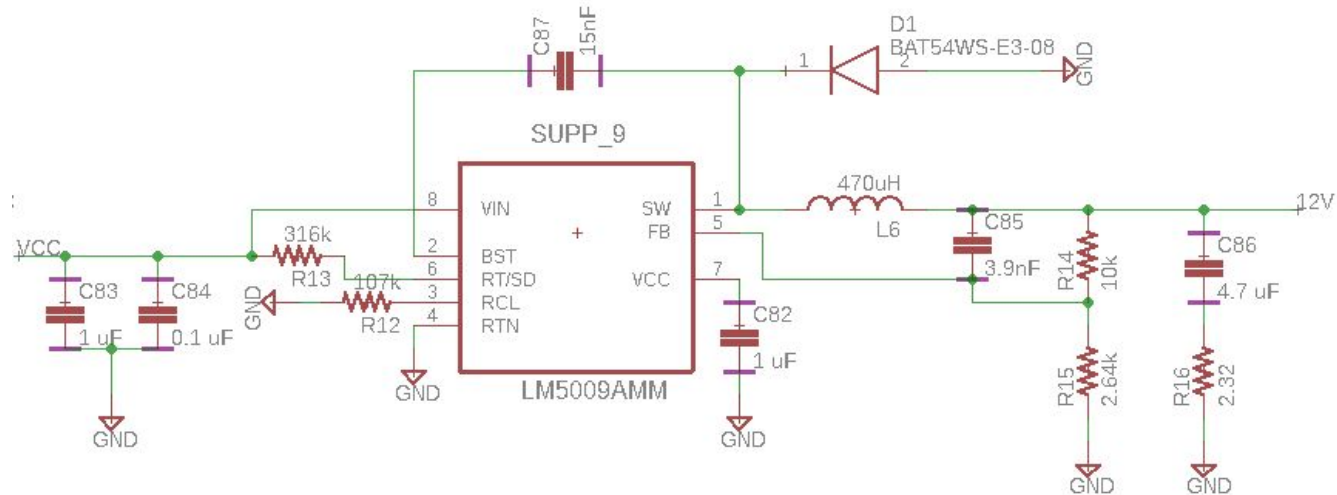 C87
15nF
D1
BAT54WS-E3-08
1
2
GND
SUPP_9
8
VIN
SW
1
470uH
L6
12V
5
FB
C85
3.9nF
VCC
316k
R13
2
BST
6
RT/SD
VCC
7
107k
R12
3
RCL
4
RTN
GND
C83
1 uF
C84
0.1 uF
GND
GND
LM5009AMM
C82
1 uF
GND
R14
10k
C86
4.7 uF
R15
2.64k
R16
2.32
GND
GND